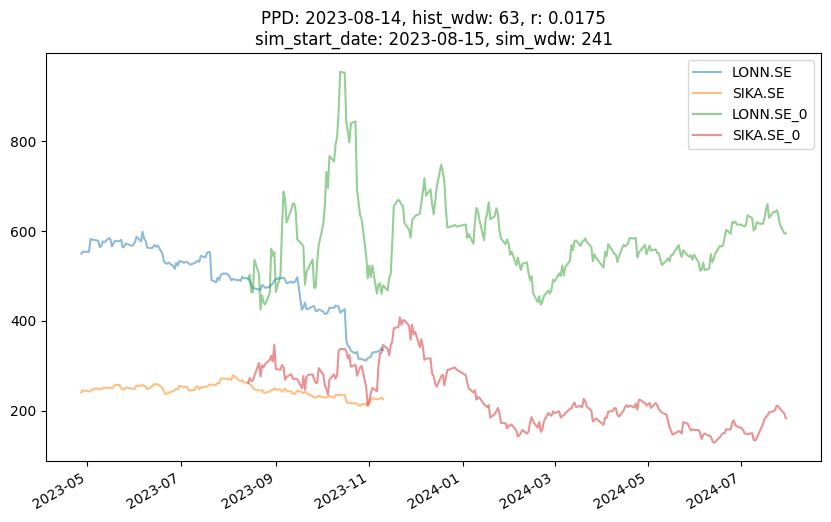 PPD: 2023-08-14, hist_wdw: 63, r: 0.0175
sim_start_date: 2023-08-15, sim_wdw: 241
LONN.SE
SIKA.SE
LONN.SE_0
SIKA.SE_0
800
600
400
200
2023-05
2023-07
2023-09
2023-11
2024-01
2024-03
2024-05
2024-07